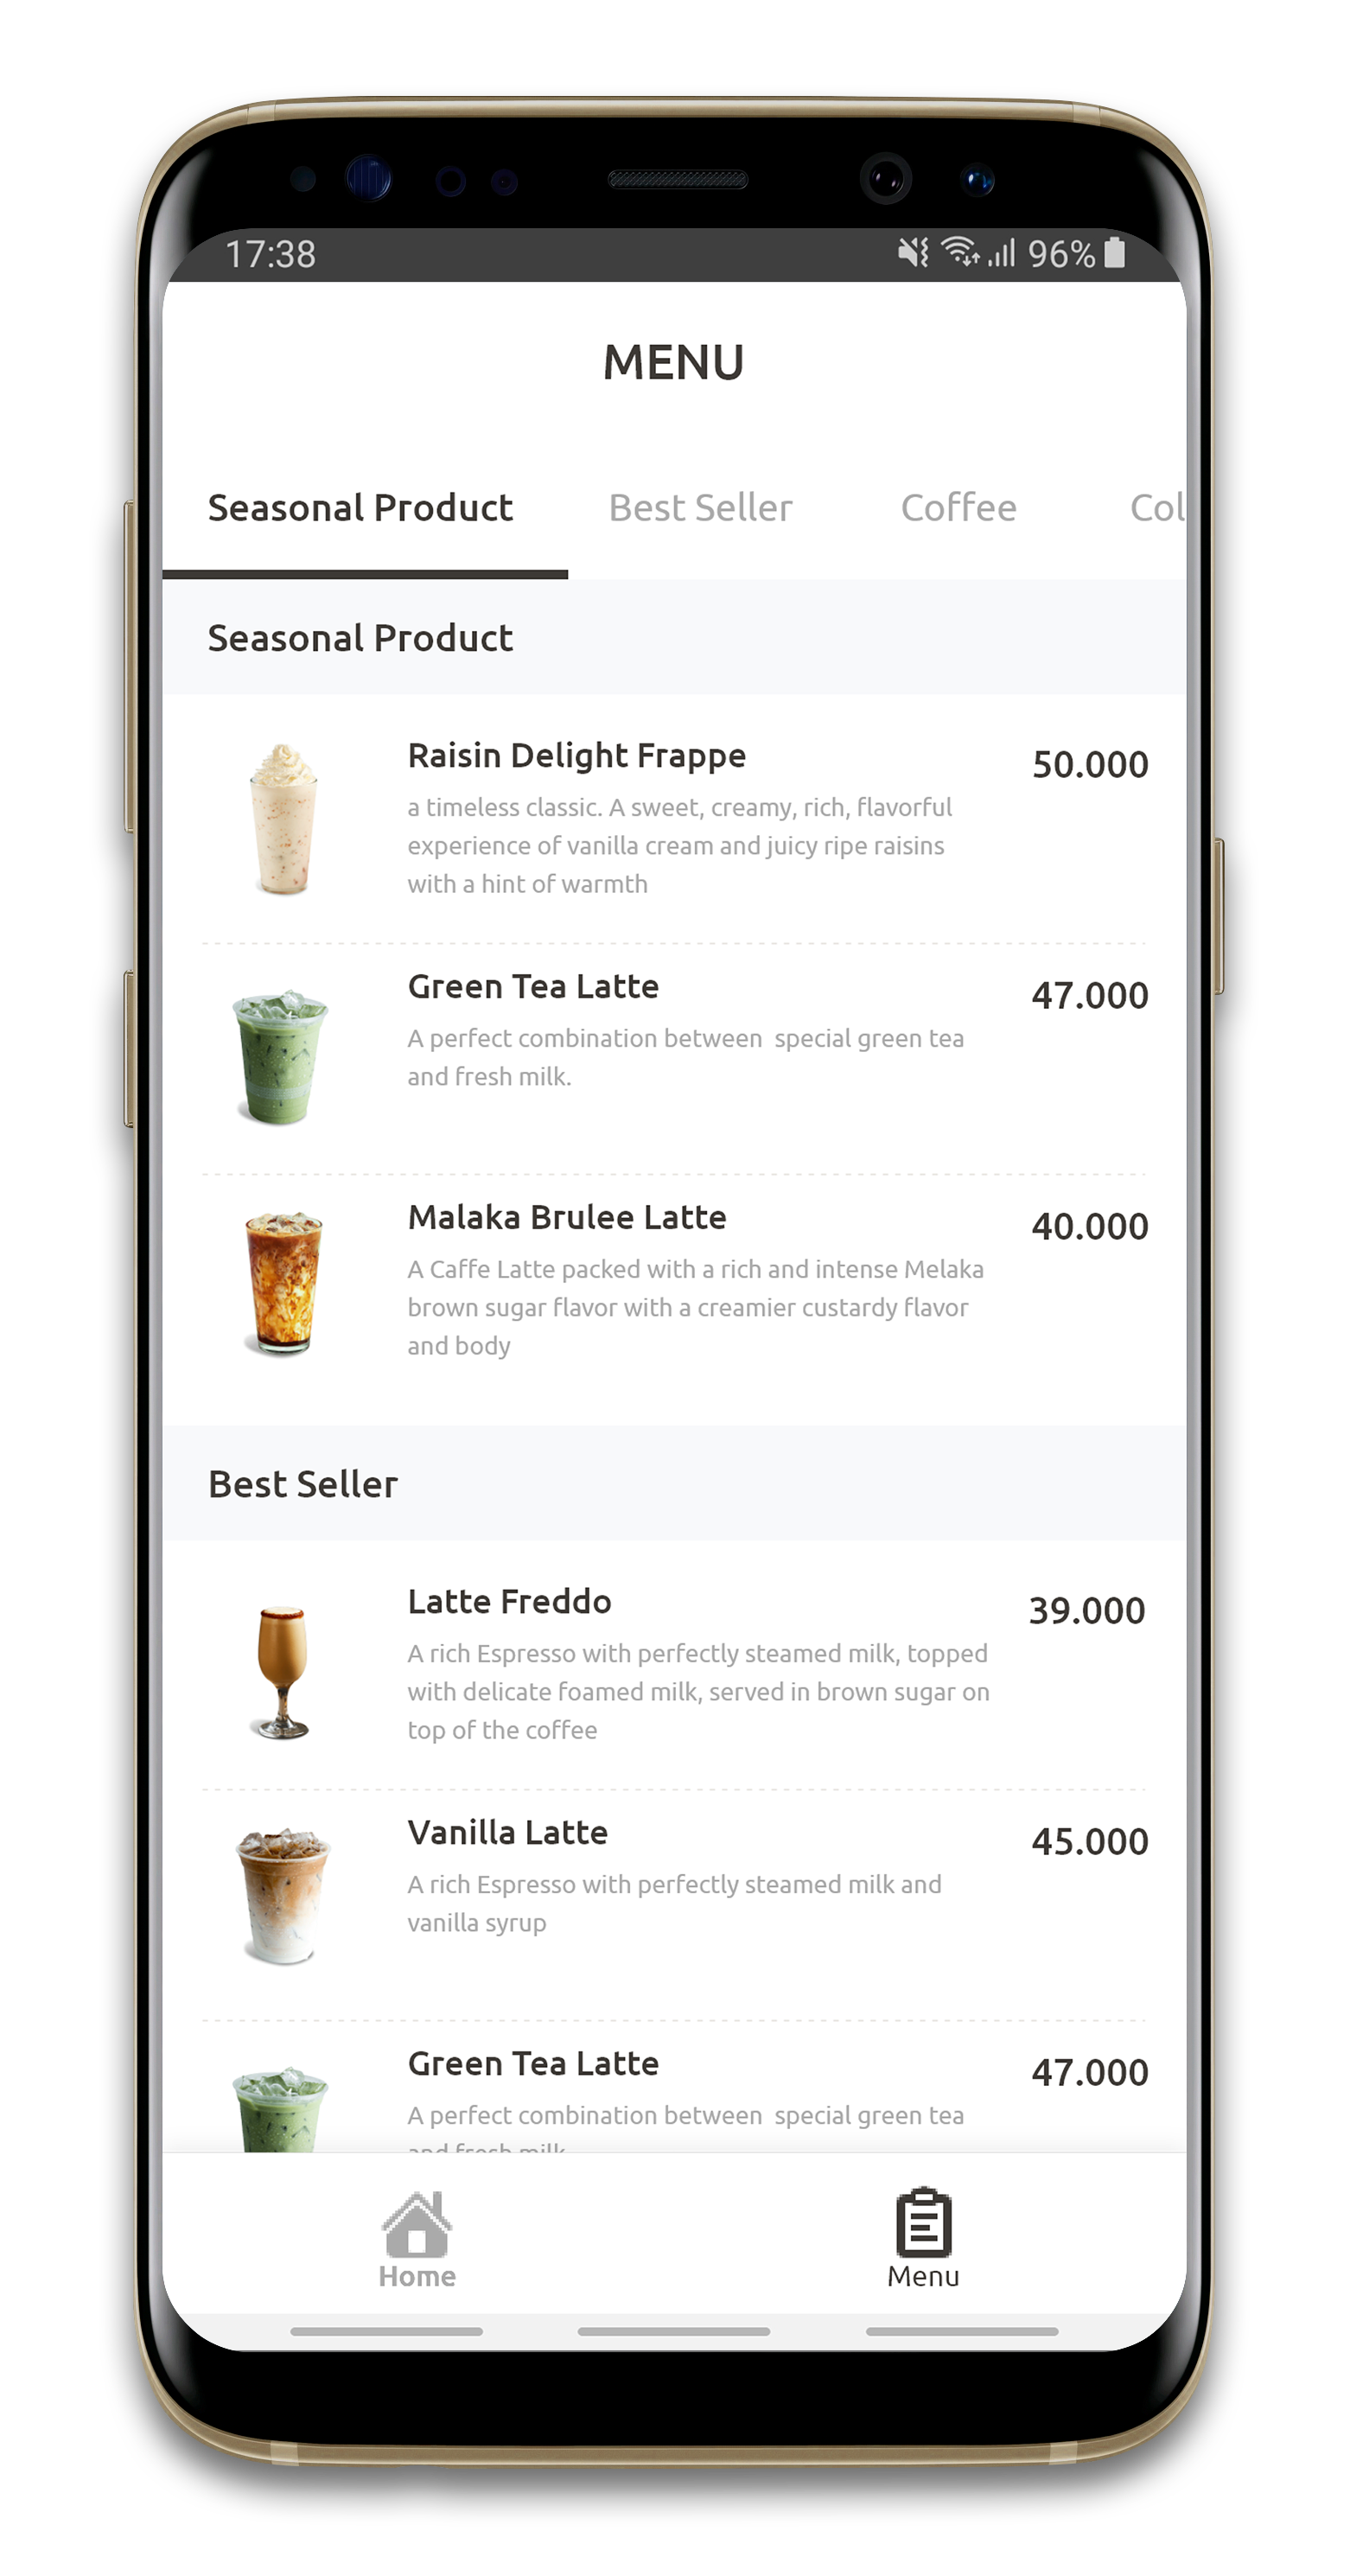 17:38
96%
MENU
Seasonal Product
Best Seller
Coffee
Col
Seasonal Product
Raisin Delight Frappe
50.000
a timeless classic. A sweet, creamy, rich, flavorful
experience of vanilla cream and juicy ripe raisins
with a hint of warmth
Green Tea Latte
47.000
A perfect combination between  special green tea
and fresh milk.
Malaka Brulee Latte
40.000
A Caffe Latte packed with a rich and intense Melaka
brown sugar flavor with a creamier custardy flavor
and body
Best Seller
Latte Freddo
39.000
A rich Espresso with perfectly steamed milk, topped
with delicate foamed milk, served in brown sugar on
top of the coffee
Vanilla Latte
45.000
A rich Espresso with perfectly steamed milk and
vanilla syrup
Green Tea Latte
47.000
A perfect combination between  special green tea
and fresh milk
Home
Menu